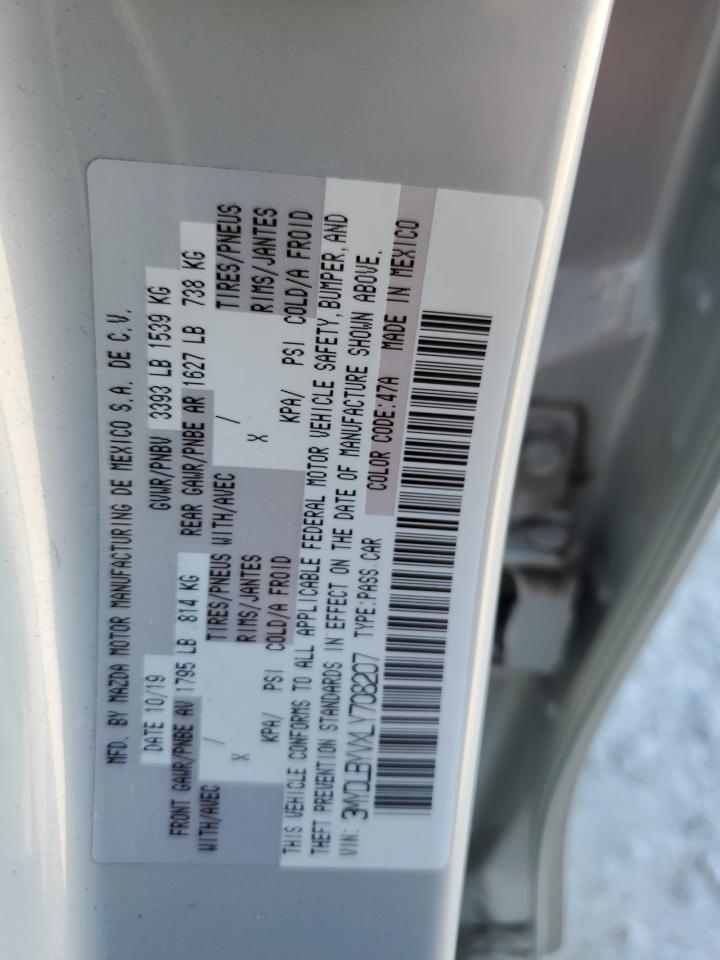 MFD. BY MAZDA MOTOR MANUFACTURING DE MEXICO S.A. DE C.V.
DATE 10/19 GVWR/PNBV 3393 LB 1539 KG
FRONT GAWR/PNBE AV 1795 LB 814 KG REAR GAWR/PNBE AR 1627 LB 738 KG
WITH/AVEC / TIRES/PNEUS WITH/AVEC / TIRES/PNEUS
X RIMS/JANTES X RIMS/JANTES
KPA/ PSI COLD/A FROID KPA/ PSI COLD/A FROID
THIS VEHICLE CONFORMS TO ALL APPLICABLE FEDERAL MOTOR VEHICLE SAFETY, BUMPER, AND
THEFT PREVENTION STANDARDS IN EFFECT ON THE DATE OF MANUFACTURE SHOWN ABOVE.
VIN: 3MYDLBYVXLY708207 TYPE:PASS.CAR COLOR CODE:47A MADE IN MEXICO